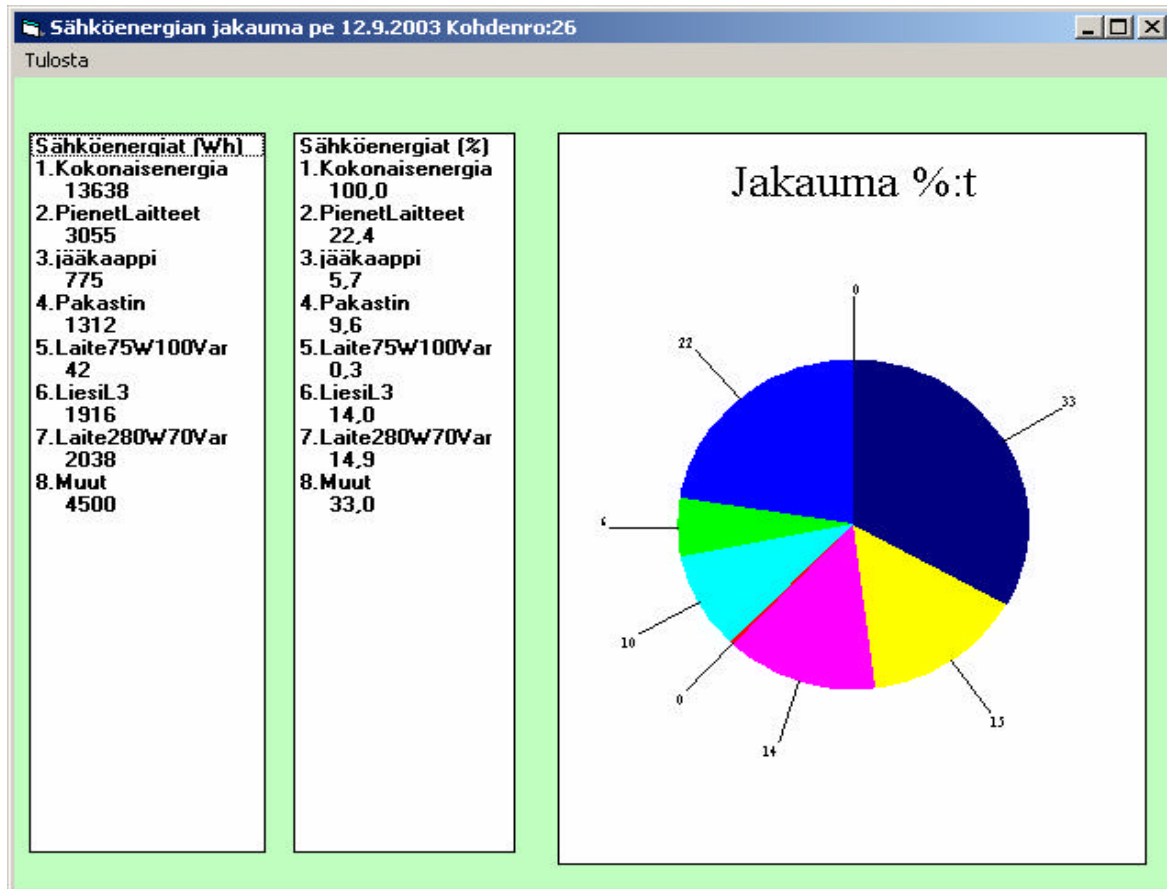 Sähköenergian jakauma pe 12.9.2003 Kohdenro:26
Tulosta
Sähköenergiat (Wh)
1.Kokonaisenergia
13638
2.PienetLaitteet
3055
3.jääkaappi
775
4.Pakastin
1312
5.Laite75W100Var
42
6.LiesiL3
1916
7.Laite280W70Var
2038
8.Muut
4500
Sähköenergiat (%)
1.Kokonaisenergia
100,0
2.PienetLaitteet
22,4
3.jääkaappi
5,7
4.Pakastin
9,6
5.Laite75W100Var
0,3
6.LiesiL3
14,0
7.Laite280W70Var
14,9
8.Muut
33,0
Jakauma %:t
0
33
15
14
0
10
6
22